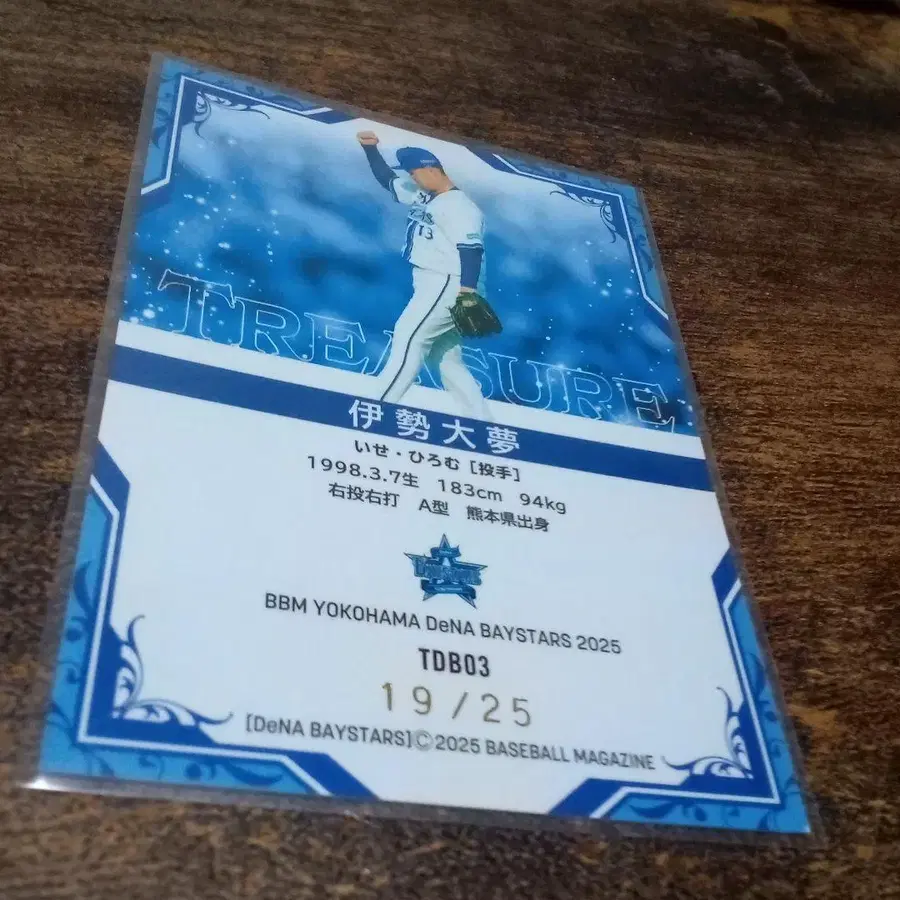 13
TREASURE
伊勢大夢
いせ・ひろむ［投手］
1998.3.7生 183cm 94kg
右投右打 A型 熊本県出身
BBM YOKOHAMA DeNA BAYSTARS 2025
TDB03
19/25
[DeNA BAYSTARS]©2025 BASEBALL MAGAZINE